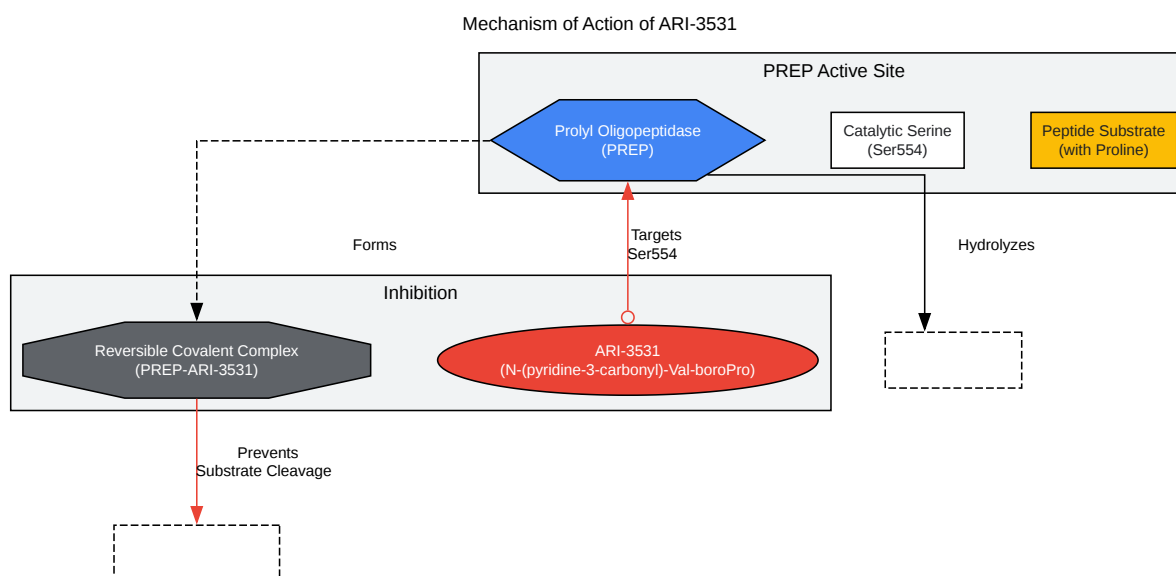 Mechanism of Action of ARI-3531
PREP Active Site
Prolyl Oligopeptidase
(PREP)
Catalytic Serine
(Ser554)
Peptide Substrate
(with Proline)
Forms
Targets
Ser554
Hydrolyzes
Inhibition
Reversible Covalent Complex
(PREP-ARI-3531)
ARI-3531
(N-(pyridine-3-carbonyl)-Val-boroPro)
Prevents
Substrate Cleavage